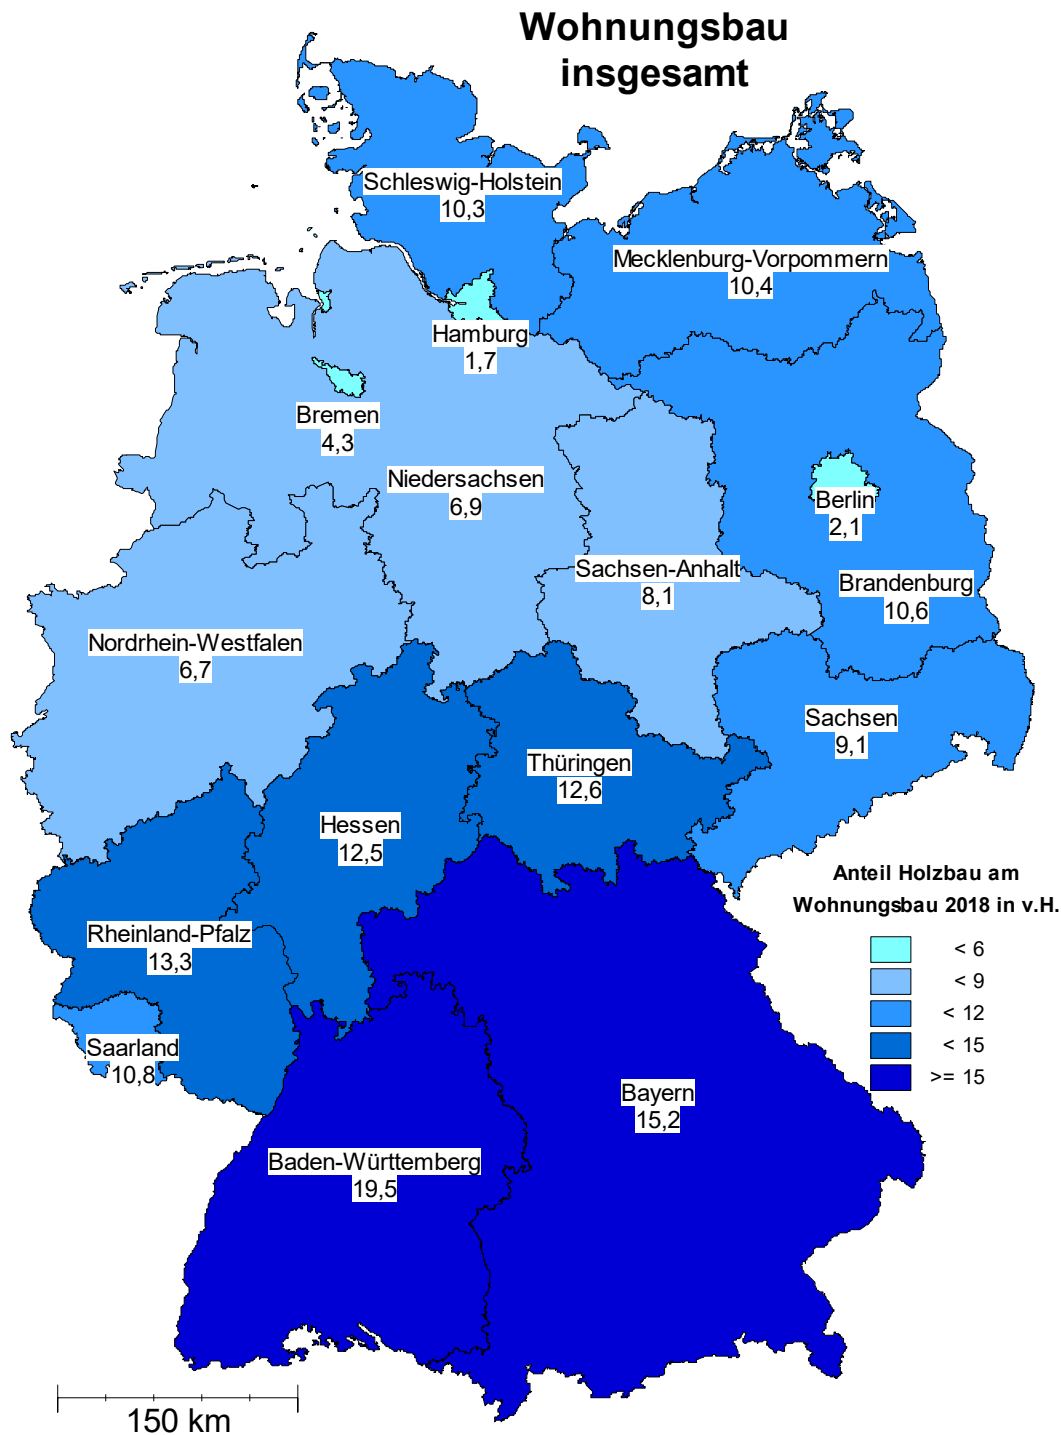 Wohnungsbau
insgesamt
Schleswig-Holstein
10,3
Mecklenburg-Vorpommern
10,4
Hamburg
1,7
Bremen
4,3
Niedersachsen
6,9
Berlin
2,1
Sachsen-Anhalt
8,1
Brandenburg
10,6
Nordrhein-Westfalen
6,7
Sachsen
9,1
Thüringen
12,6
Hessen
12,5
Rheinland-Pfalz
13,3
Saarland
10,8
Bayern
15,2
Baden-Württemberg
19,5
Anteil Holzbau am
Wohnungsbau 2018 in v.H.
< 6
< 9
< 12
< 15
>= 15
150 km